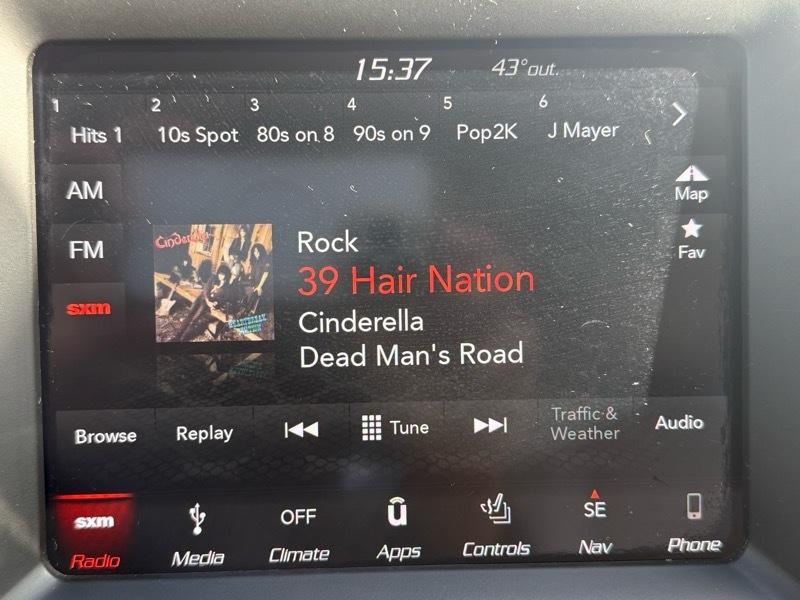 15:37 43°out.
1 2 3 4 5 6
Hits 1 10s Spot 80s on 8 90s on 9 Pop2K J Mayer
AM
Map
FM
Fav
sxm
Cinderella
HEARTBREAK
STATION
Rock
39 Hair Nation
Cinderella
Dead Man's Road
Browse Replay Tune Traffic & Weather Audio
sxm OFF ū SE
Radio Media Climate Apps Controls Nav Phone